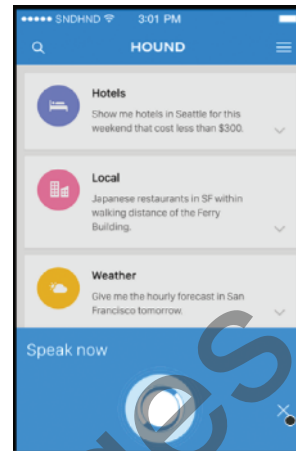 SNDHND 3:01 PM
HOUND
Hotels
Show me hotels in Seattle for this
weekend that cost less than $300.
Local
Japanese restaurants in SF within
walking distance of the Ferry
Building.
Weather
Give me the hourly forecast in San
Francisco tomorrow.
Speak now